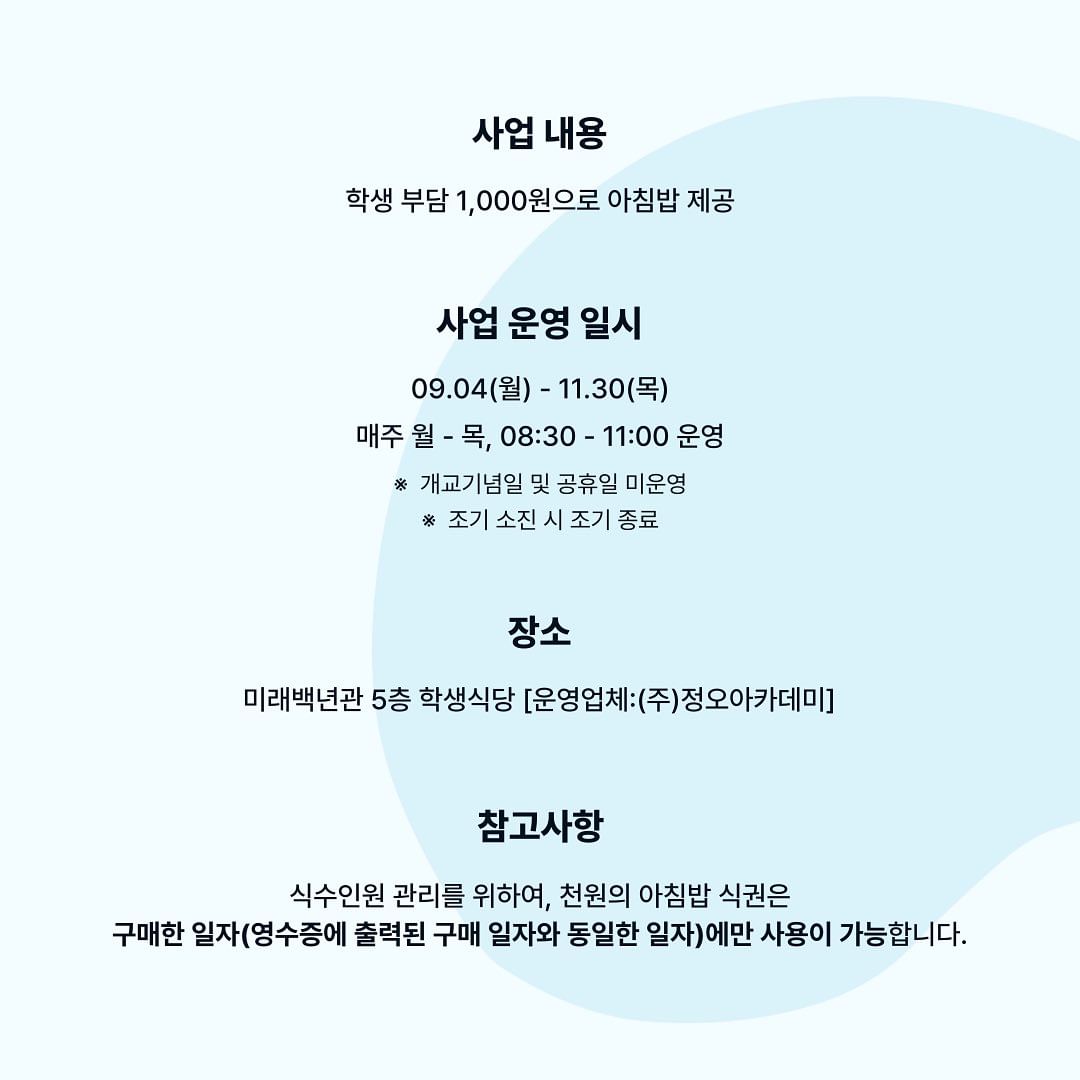 사업 내용
학생 부담 1,000원으로 아침밥 제공
사업 운영 일시
09.04(월) - 11.30(목)
매주 월 - 목, 08:30 - 11:00 운영
※ 개교기념일 및 공휴일 미운영
※ 조기 소진 시 조기 종료
장소
미래백년관 5층 학생식당 [운영업체:(주)정오아카데미]
참고사항
식수인원 관리를 위하여, 천원의 아침밥 식권은
구매한 일자(영수증에 출력된 구매 일자와 동일한 일자)에만 사용이 가능합니다.